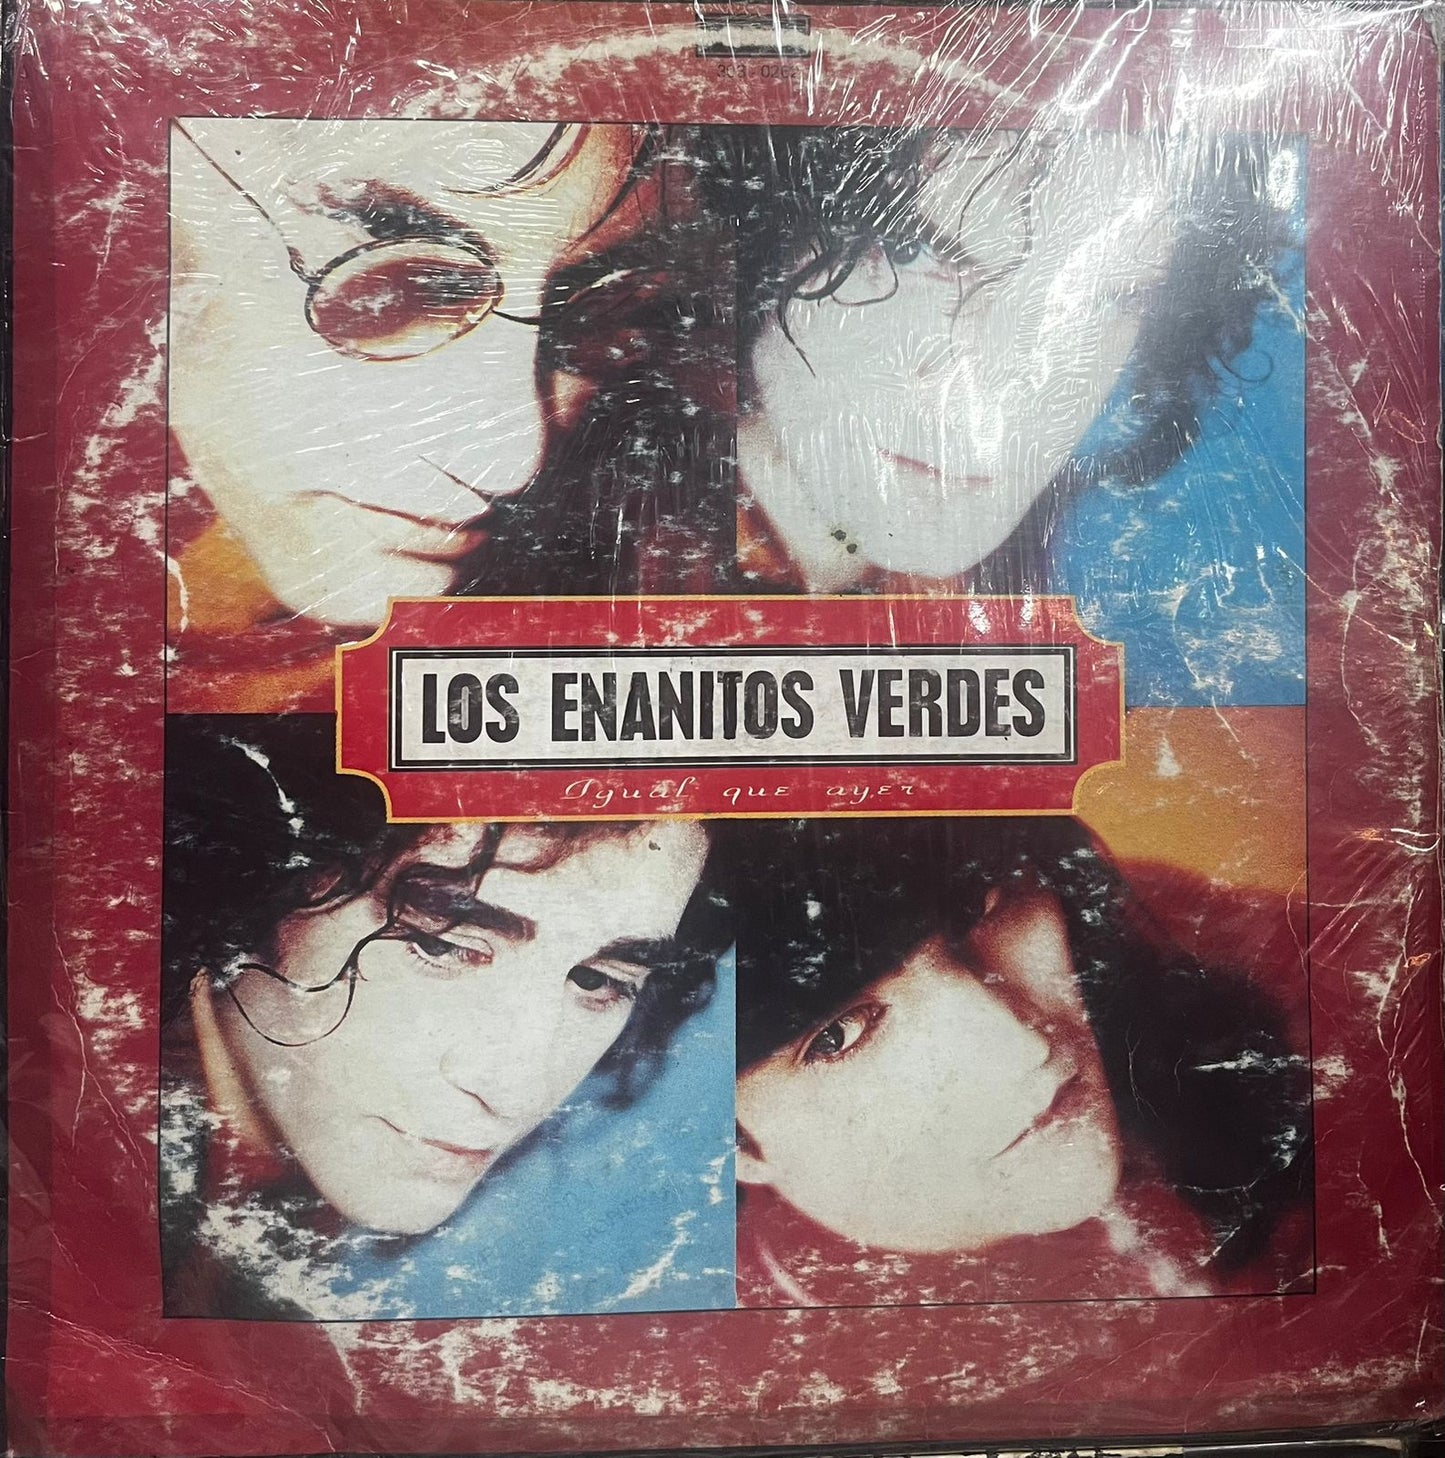 LOS ENANITOS VERDES
Igual que ayer